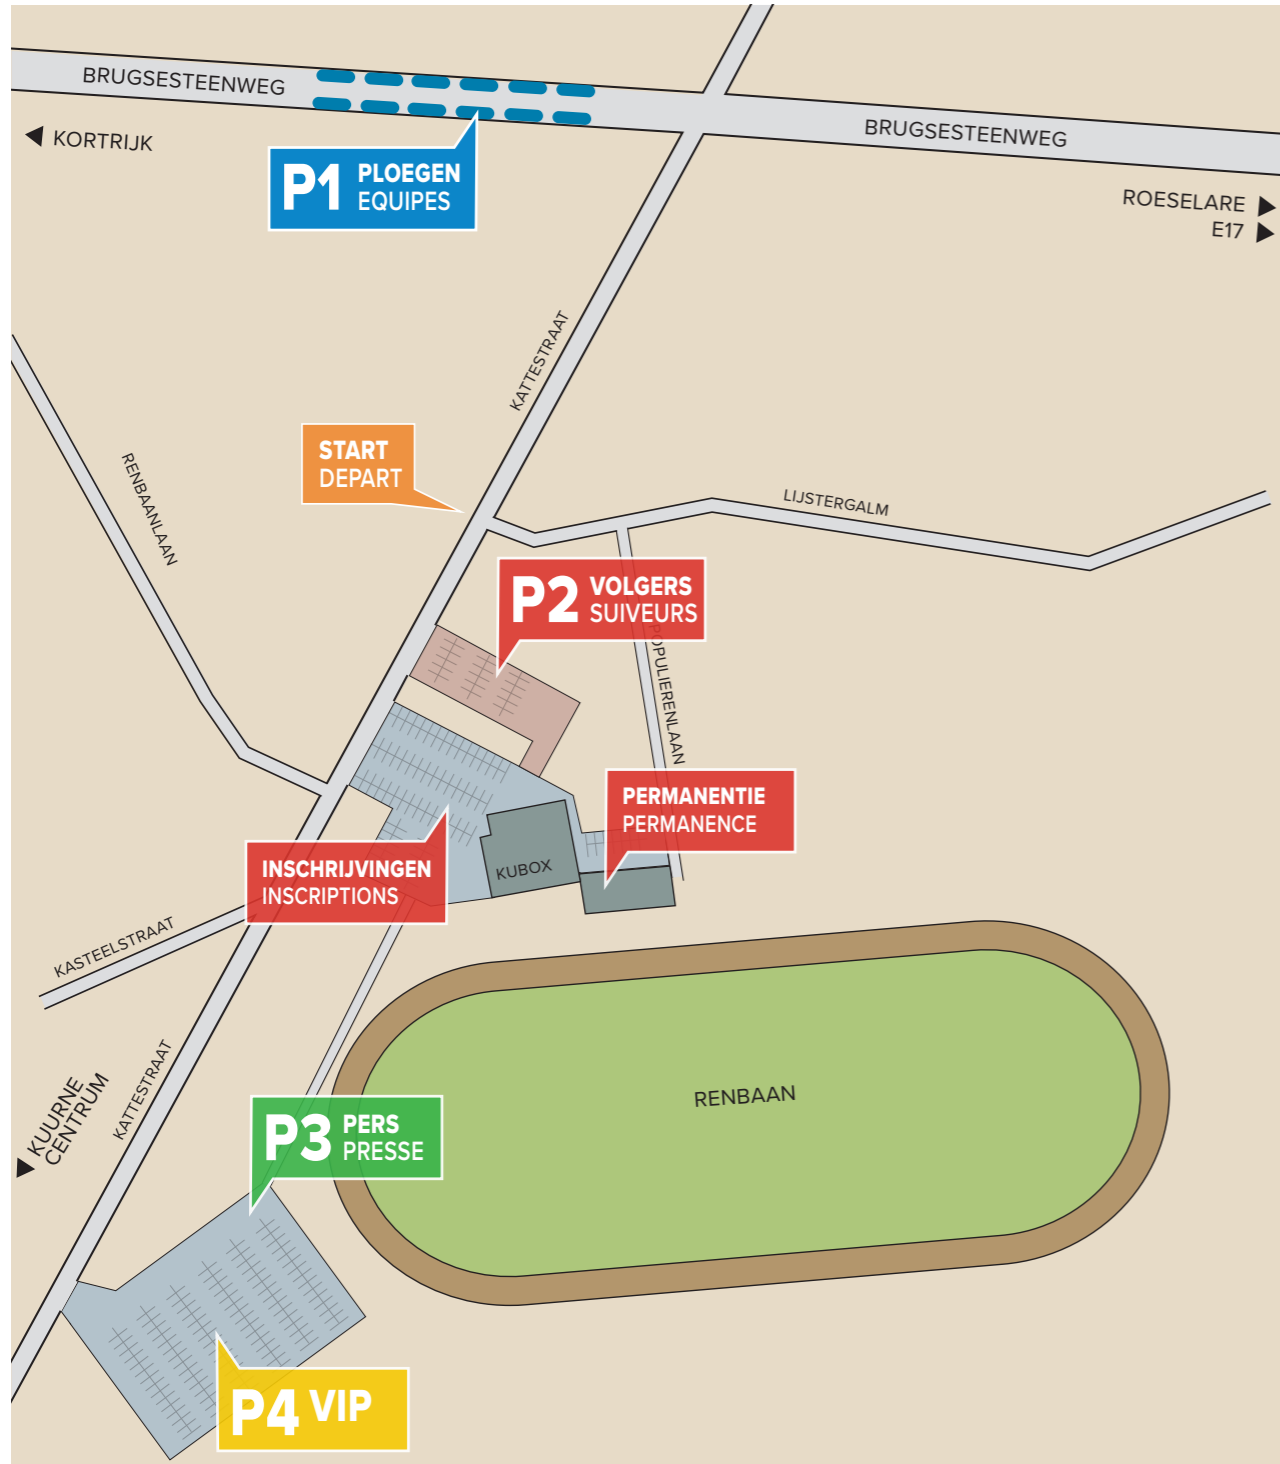 BRUGSESTEENWEG
BRUGSESTEENWEG
KORTRIJK
P1 PLOEGEN
EQUIPES
ROESELARE
E17
KATTESTRAAT
START
DEPART
RENBAANLAAN
LIJSTERGALM
P2 VOLGERS
SUIVEURS
POPULIERENLAAN
PERMANENTIE
PERMANENCE
INSCHRIJVINGEN
INSCRIPTIONS
KUBOX
KASTEELSTRAAT
KATTESTRAAT
KUURNE
CENTRUM
RENBAAN
P3 PERS
PRESSE
P4 VIP